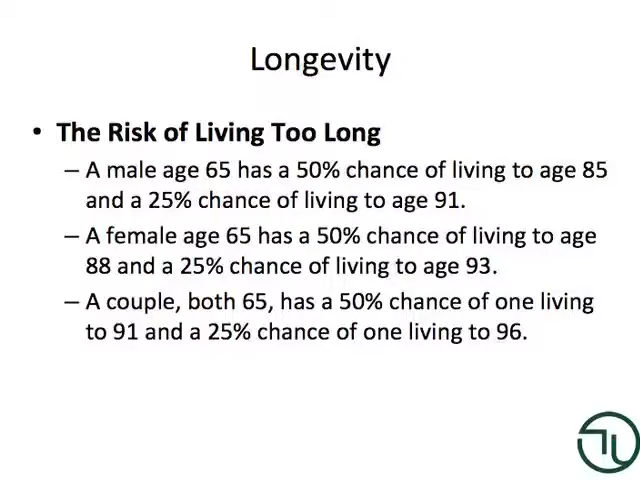 Longevity
• The Risk of Living Too Long
– A male age 65 has a 50% chance of living to age 85
and a 25% chance of living to age 91.
– A female age 65 has a 50% chance of living to age
88 and a 25% chance of living to age 93.
– A couple, both 65, has a 50% chance of one living
to 91 and a 25% chance of one living to 96.